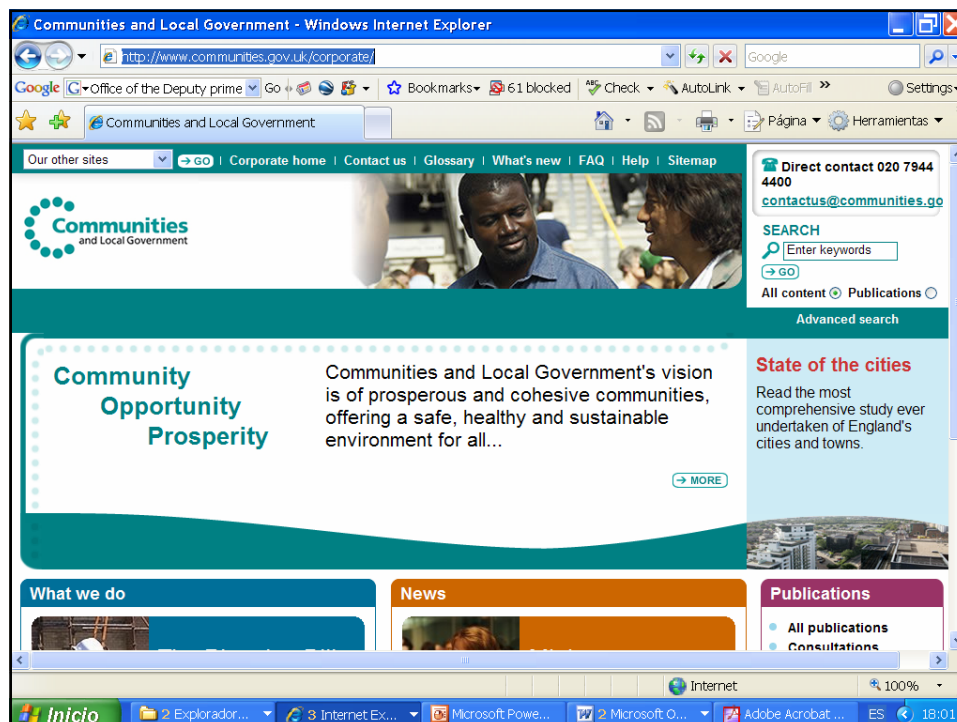 Communities and Local Government - Windows Internet Explorer
http://www.communities.gov.uk/corporate/
Google
Google G Office of the Deputy prime Go Bookmarks 61 blocked Check AutoLink AutoFill » Settings
Communities and Local Government
Página Herramientas
Our other sites GO | Corporate home | Contact us | Glossary | What's new | FAQ | Help | Sitemap
Communities
and Local Government
Direct contact 020 7944
4400
contactus@communities.go
SEARCH
Enter keywords
GO
All content Publications
Advanced search
Community
Opportunity
Prosperity
Communities and Local Government's vision
is of prosperous and cohesive communities,
offering a safe, healthy and sustainable
environment for all...
MORE
State of the cities
Read the most
comprehensive study ever
undertaken of England's
cities and towns.
What we do
News
Publications
All publications
Consultations
Internet
100%
Inicio
2 Explorador...
3 Internet Ex...
Microsoft Powe...
2 Microsoft O...
Adobe Acrobat ...
ES
18:01